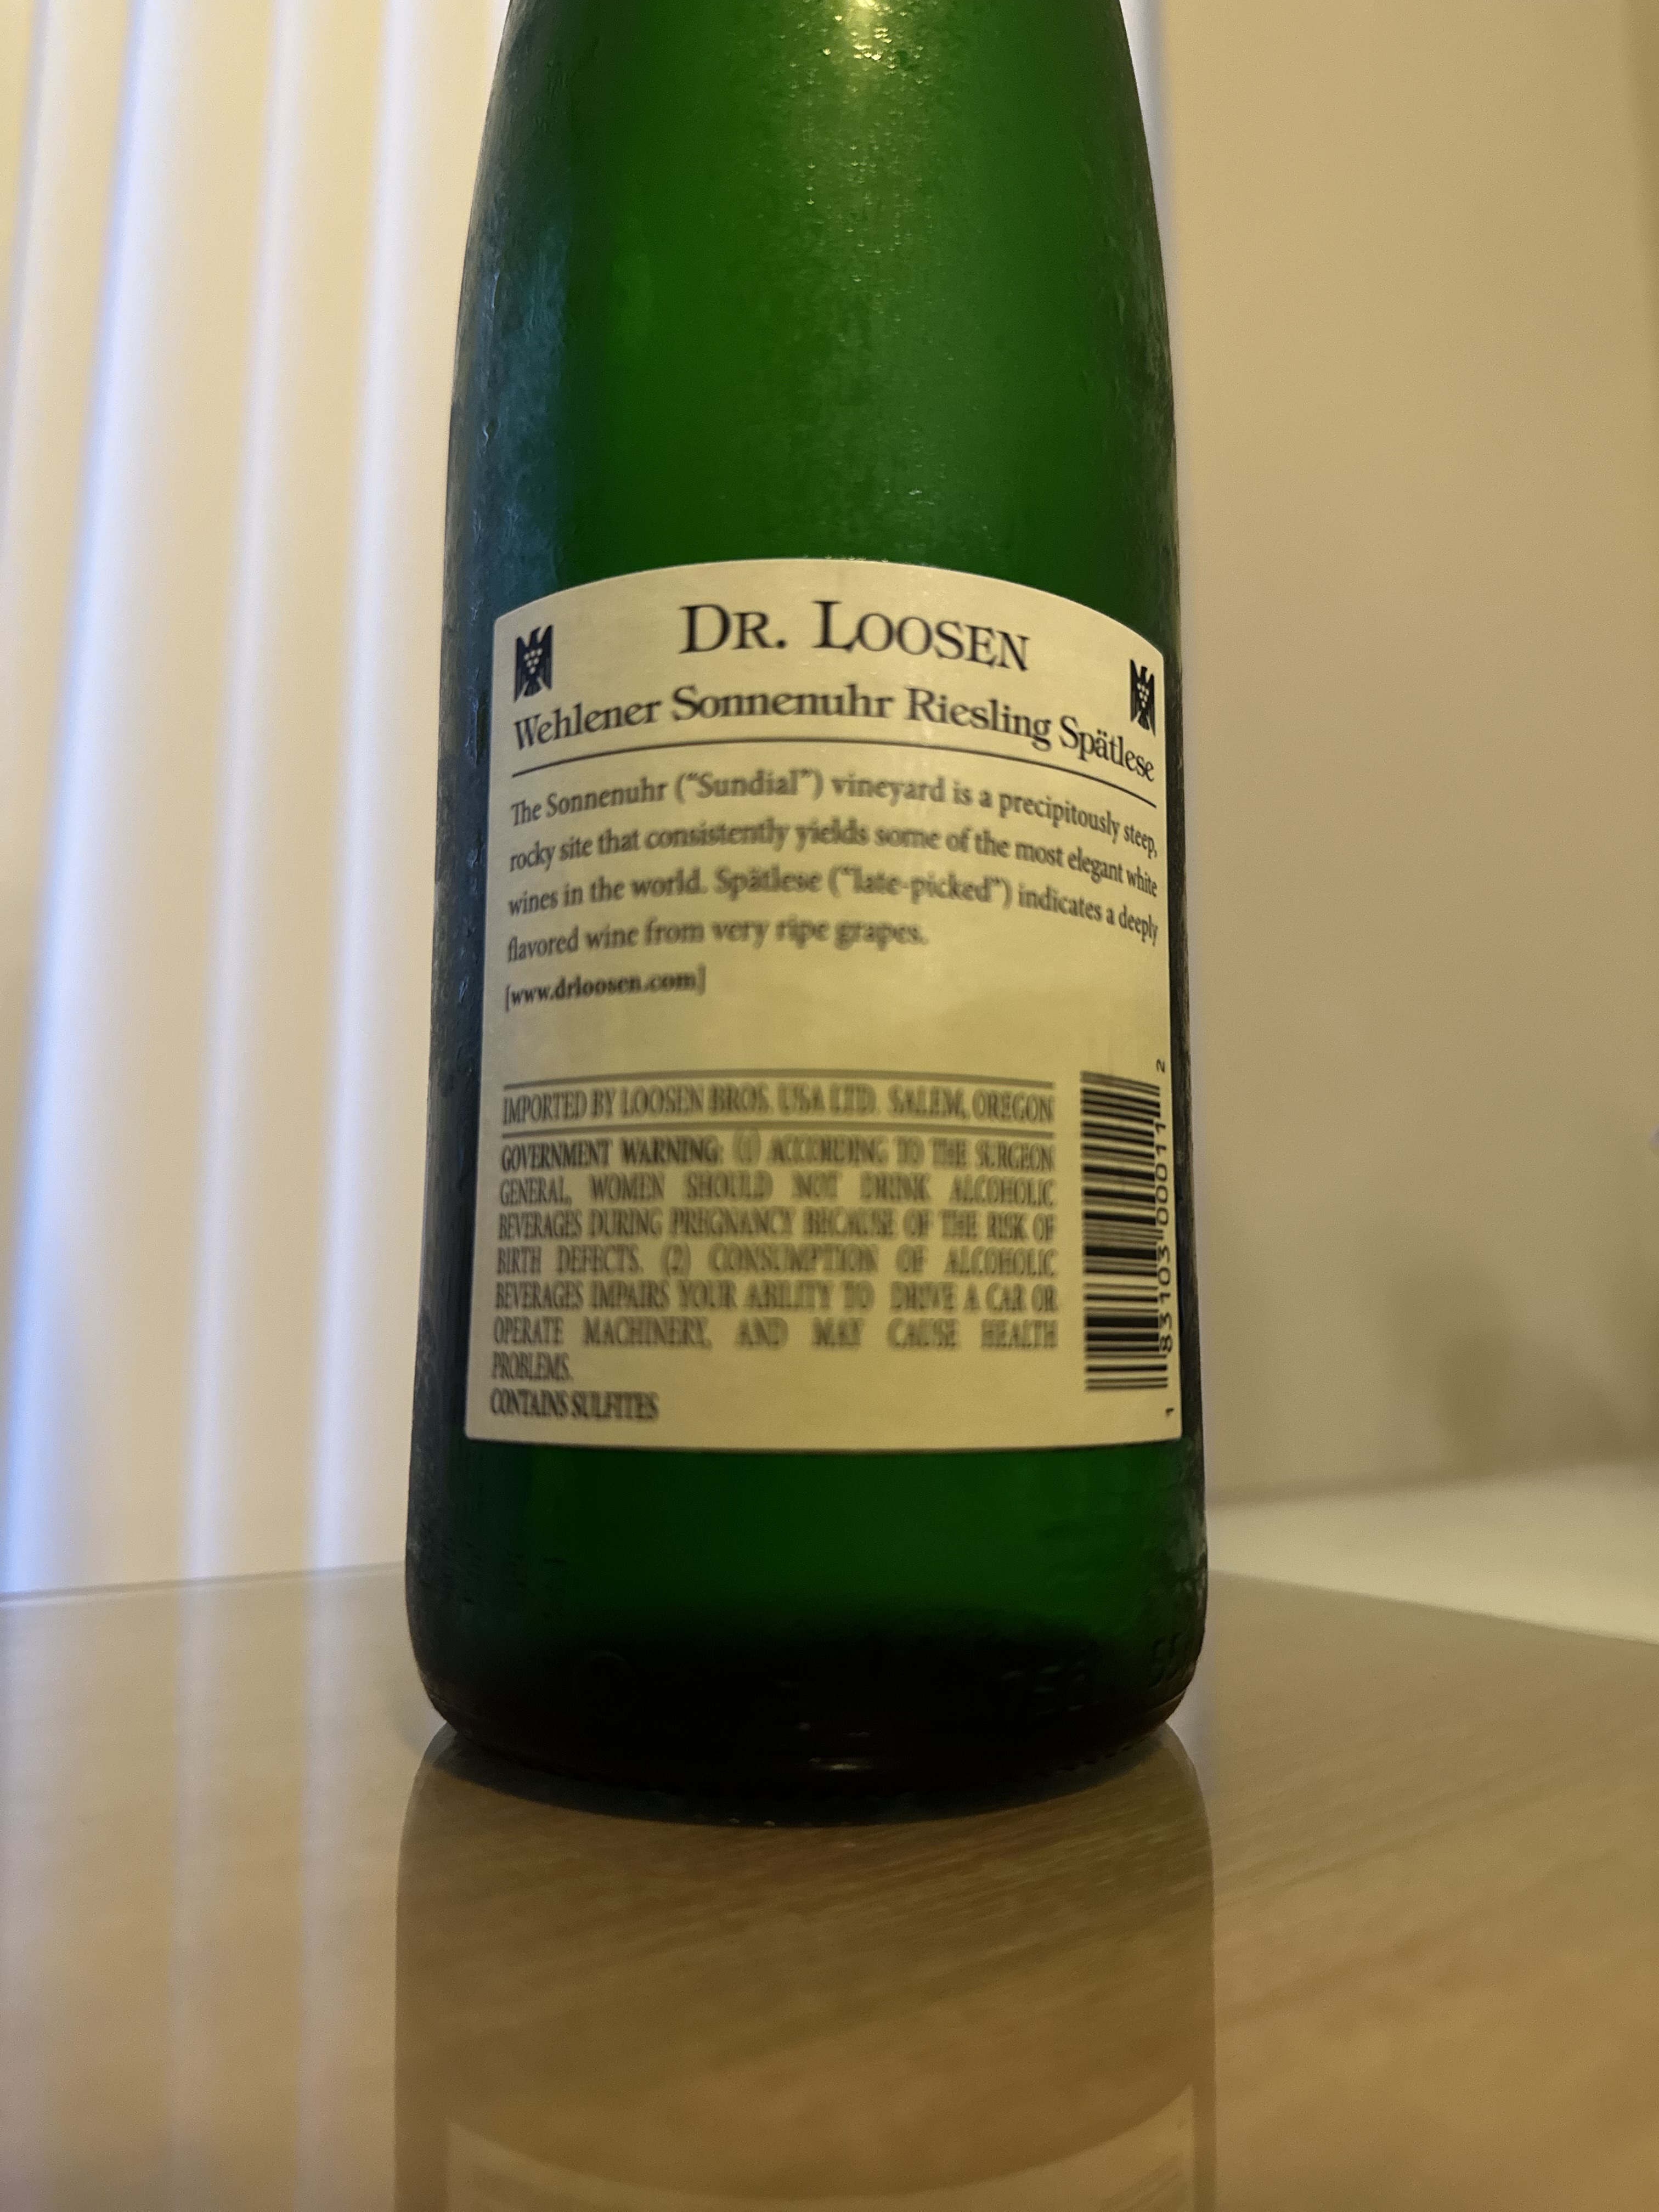 DR. LOOSEN
Wehlener Sonnenuhr Riesling Spätlese
The Sonnenuhr (“Sundial”) vineyard is a precipitously steep,
rocky site that consistently yields some of the most elegant white
wines in the world. Spätlese (“late-picked”) indicates a deeply
flavored wine from very ripe grapes.
[www.drloosen.com]
IMPORTED BY LOOSEN BROS. USA LTD. SALEM, OREGON
GOVERNMENT WARNING: (1) ACCORDING TO THE SURGEON
GENERAL, WOMEN SHOULD NOT DRINK ALCOHOLIC
BEVERAGES DURING PREGNANCY BECAUSE OF THE RISK OF
BIRTH DEFECTS. (2) CONSUMPTION OF ALCOHOLIC
BEVERAGES IMPAIRS YOUR ABILITY TO DRIVE A CAR OR
OPERATE MACHINERY, AND MAY CAUSE HEALTH
PROBLEMS.
CONTAINS SULFITES
1 83103 00011 2